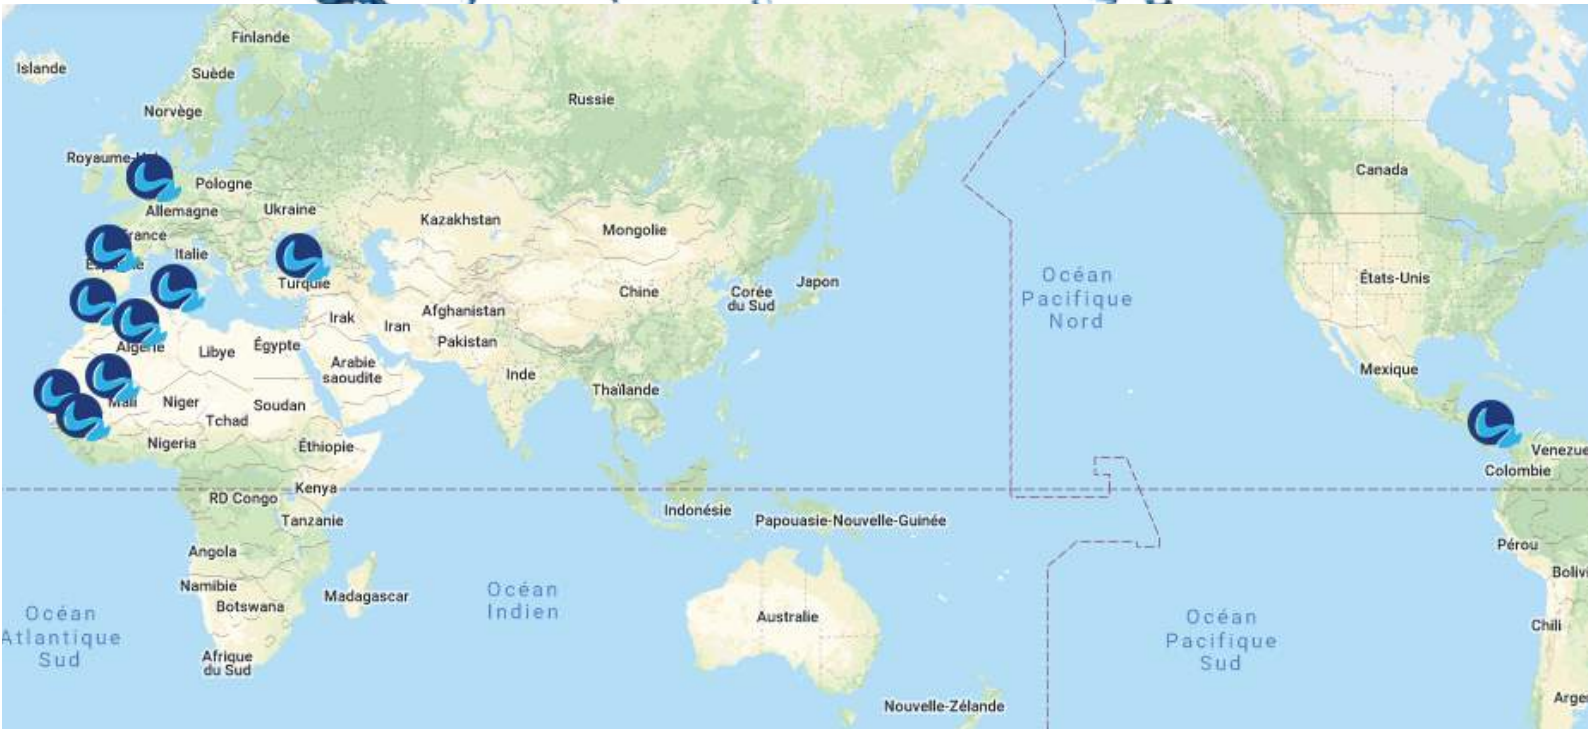 Finlande
Islande
Suède
Russie
Norvège
Royaume-
Canada
Pologne
Allemagne
Ukraine
Kazakhstan
Mongolie
France
Italie
Océan
Pacifique
Nord
États-Unis
Turquie
Chine
Corée
du Sud
Japon
Irak
Iran
Afghanistan
Pakistan
Algérie
Libye
Égypte
Arabie
saoudite
Inde
Thaïlande
Mexique
Mali
Niger
Soudan
Tchad
Nigeria
Éthiopie
Venezue
Colombie
RD Congo
Kenya
Tanzanie
Indonésie
Papouasie-Nouvelle-Guinée
Pérou
Angola
Bolivi
Namibie
Botswana
Madagascar
Océan
Indien
Australie
Océan
Atlantique
Sud
Océan
Pacifique
Sud
Chili
Afrique
du Sud
Nouvelle-Zélande
Arge